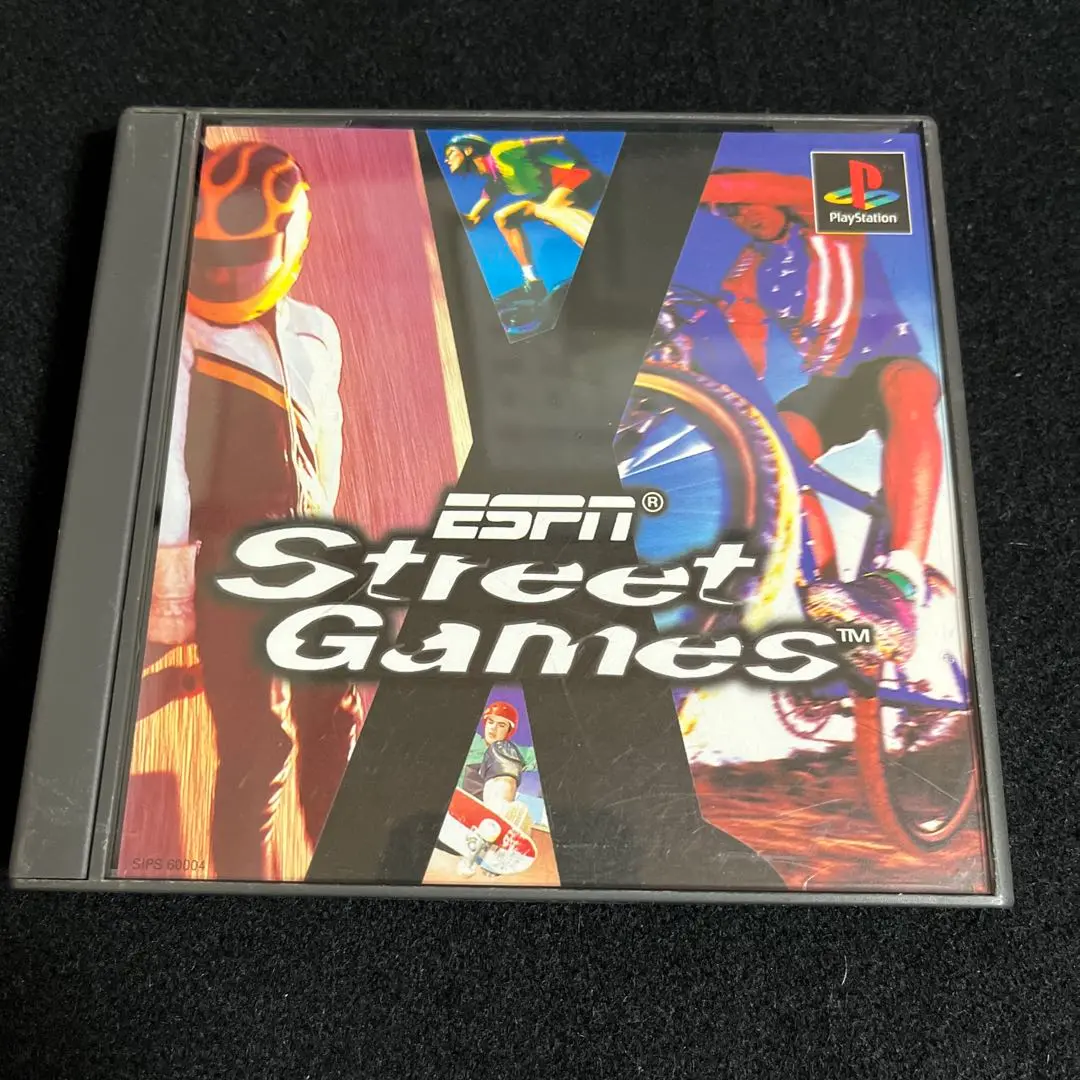 PlayStation
ESPN®
Street
Games™
SIPS 60004